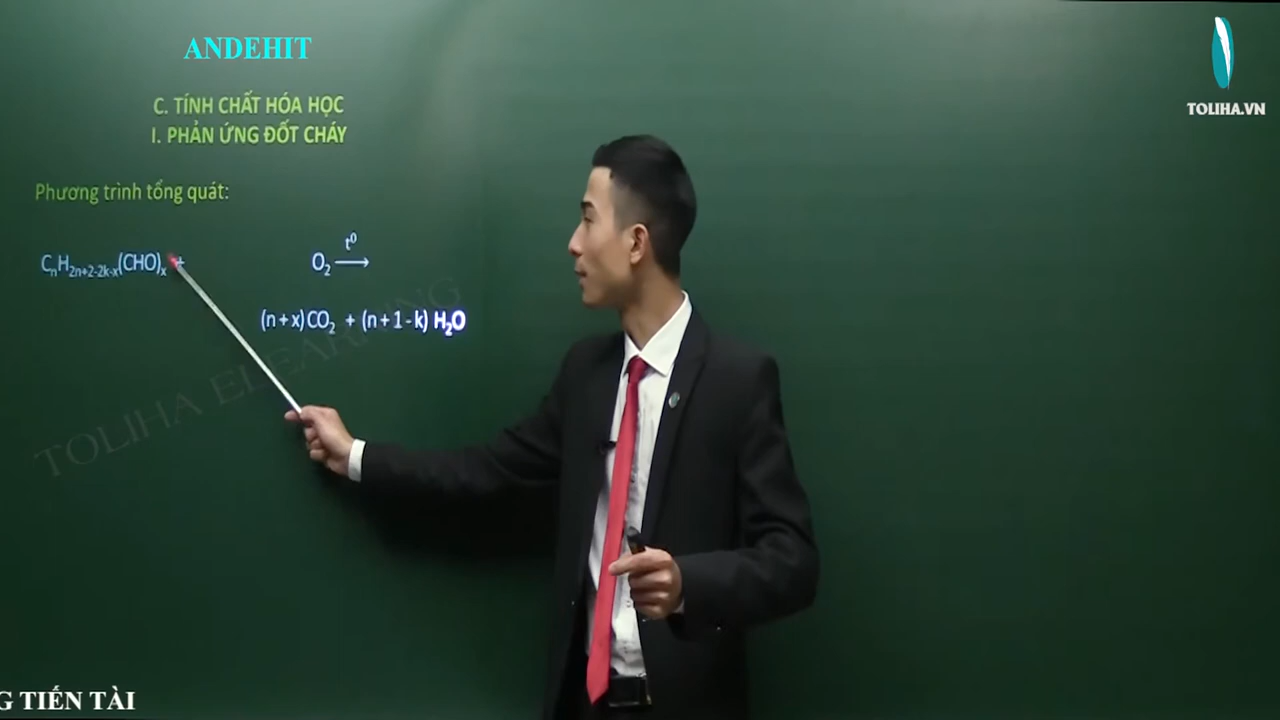 ANDEHIT
TOLIHA.VN
C. TÍNH CHẤT HÓA HỌC
I. PHẢN ỨNG ĐỐT CHÁY
Phương trình tổng quát:
CnH2n+2-2k-x(CHO)x + O2 t⁰ →
(n+x)CO2 + (n+1-k) H2O
TOLIHA ELEARNING
G TIẾN TÀI